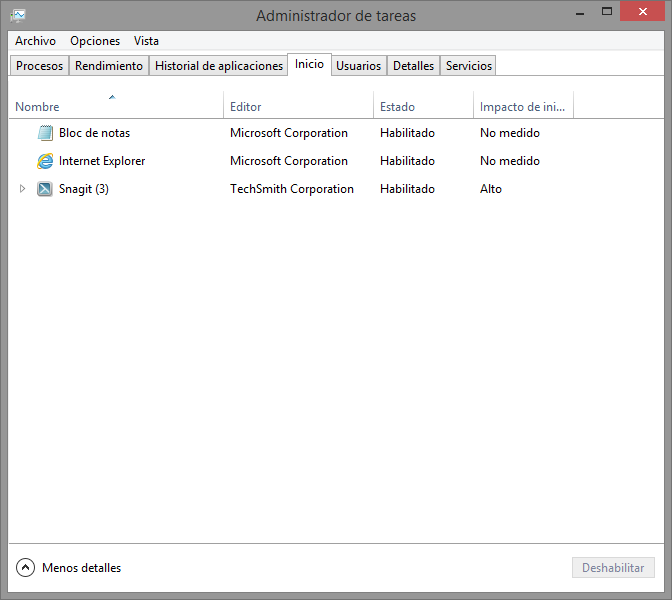 Administrador de tareas
Archivo Opciones Vista
Procesos Rendimiento Historial de aplicaciones Inicio Usuarios Detalles Servicios
Nombre Editor Estado Impacto de ini...
Bloc de notas Microsoft Corporation Habilitado No medido
Internet Explorer Microsoft Corporation Habilitado No medido
Snagit (3) TechSmith Corporation Habilitado Alto
Menos detalles Deshabilitar